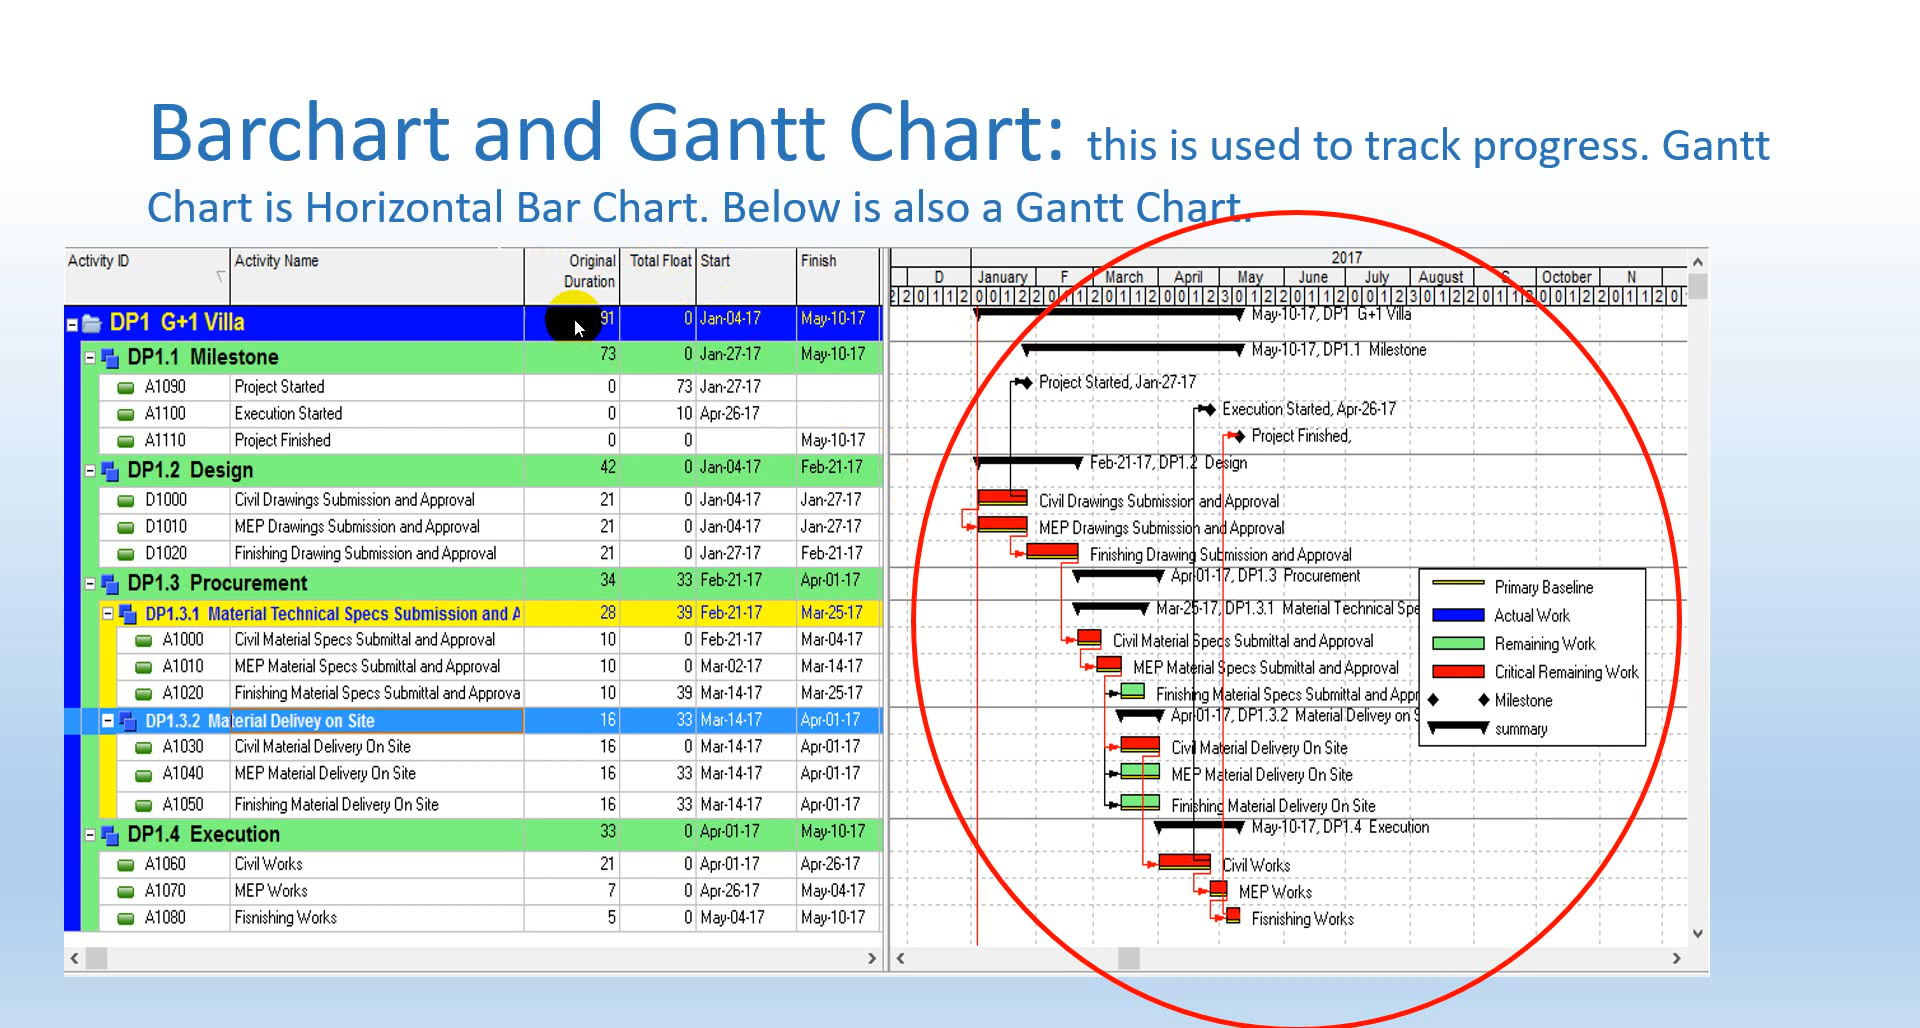 Barchart and Gantt Chart: this is used to track progress. Gantt
Chart is Horizontal Bar Chart. Below is also a Gantt Chart.
Activity ID Activity Name Original Duration Total Float Start Finish
DP1 G+1 Villa 91 0 Jan-04-17 May-10-17
DP1.1 Milestone 73 0 Jan-27-17 May-10-17
A1090 Project Started 0 73 Jan-27-17
A1100 Execution Started 0 10 Apr-26-17
A1110 Project Finished 0 0 May-10-17
DP1.2 Design 42 0 Jan-04-17 Feb-21-17
D1000 Civil Drawings Submission and Approval 21 0 Jan-04-17 Jan-27-17
D1010 MEP Drawings Submission and Approval 21 0 Jan-04-17 Jan-27-17
D1020 Finishing Drawing Submission and Approval 21 0 Jan-27-17 Feb-21-17
DP1.3 Procurement 34 33 Feb-21-17 Apr-01-17
DP1.3.1 Material Technical Specs Submission and A 28 39 Feb-21-17 Mar-25-17
A1000 Civil Material Specs Submittal and Approval 10 0 Feb-21-17 Mar-04-17
A1010 MEP Material Specs Submittal and Approval 10 0 Mar-02-17 Mar-14-17
A1020 Finishing Material Specs Submittal and Approva 10 39 Mar-14-17 Mar-25-17
DP1.3.2 Material Delivey on Site 16 33 Mar-14-17 Apr-01-17
A1030 Civil Material Delivery On Site 16 0 Mar-14-17 Apr-01-17
A1040 MEP Material Delivery On Site 16 33 Mar-14-17 Apr-01-17
A1050 Finishing Material Delivery On Site 16 33 Mar-14-17 Apr-01-17
DP1.4 Execution 33 0 Apr-01-17 May-10-17
A1060 Civil Works 21 0 Apr-01-17 Apr-26-17
A1070 MEP Works 7 0 Apr-26-17 May-04-17
A1080 Fisnishing Works 5 0 May-04-17 May-10-17
2017
D January F March April May June July August S October N
May-10-17, DP1 G+1 Villa
May-10-17, DP1.1 Milestone
Project Started, Jan-27-17
Execution Started, Apr-26-17
Project Finished,
Feb-21-17, DP1.2 Design
Civil Drawings Submission and Approval
MEP Drawings Submission and Approval
Finishing Drawing Submission and Approval
Apr-01-17, DP1.3 Procurement
Mar-25-17, DP1.3.1 Material Technical Spe
Civil Material Specs Submittal and Approval
MEP Material Specs Submittal and Approval
Finishing Material Specs Submittal and Appr
Apr-01-17, DP1.3.2 Material Delivey on S
Civil Material Delivery On Site
MEP Material Delivery On Site
Finishing Material Delivery On Site
May-10-17, DP1.4 Execution
Civil Works
MEP Works
Fisnishing Works
Primary Baseline
Actual Work
Remaining Work
Critical Remaining Work
Milestone
summary